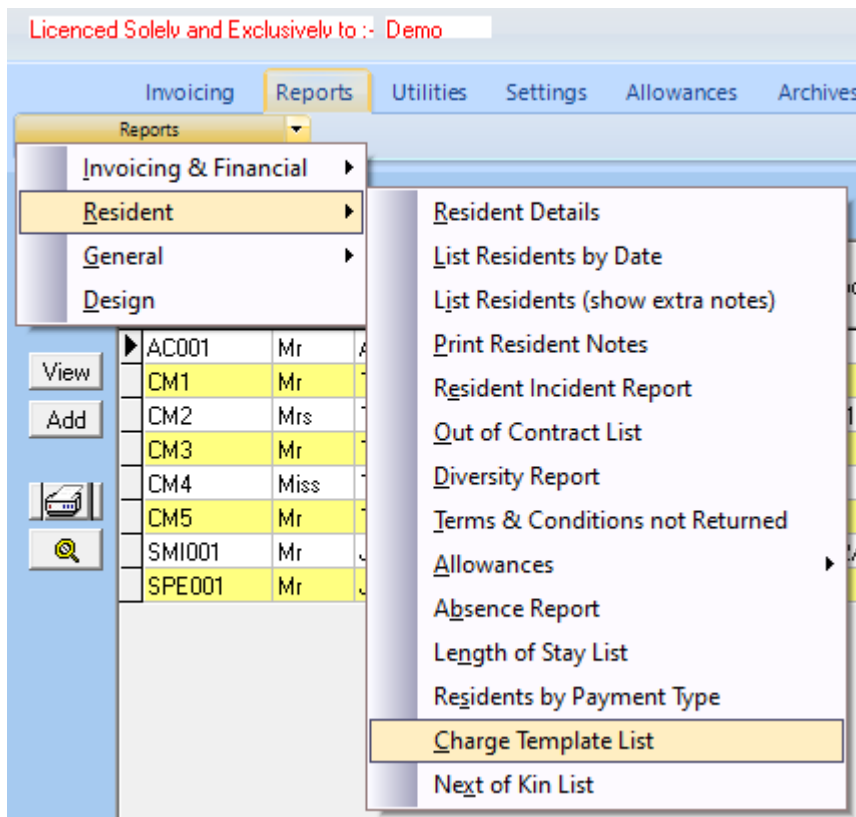 Licenced Solely and Exclusively to :- Demo
Invoicing Reports Utilities Settings Allowances Archives
Reports
Invoicing & Financial
Resident
General
Design
Resident Details
List Residents by Date
List Residents (show extra notes)
Print Resident Notes
Resident Incident Report
Out of Contract List
Diversity Report
Terms & Conditions not Returned
Allowances
Absence Report
Length of Stay List
Residents by Payment Type
Charge Template List
Next of Kin List
View
Add
AC001 Mr
CM1 Mr
CM2 Mrs
CM3 Mr
CM4 Miss
CM5 Mr
SMI001 Mr
SPE001 Mr